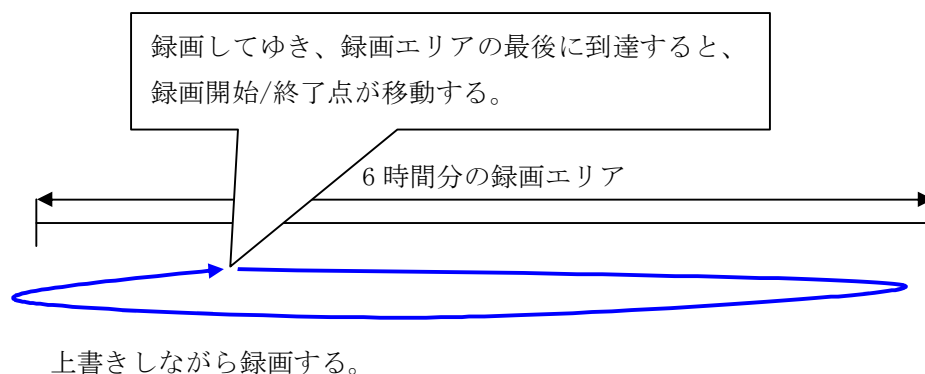 録画してゆき、録画エリアの最後に到達すると、
録画開始/終了点が移動する。
6 時間分の録画エリア
上書きしながら録画する。